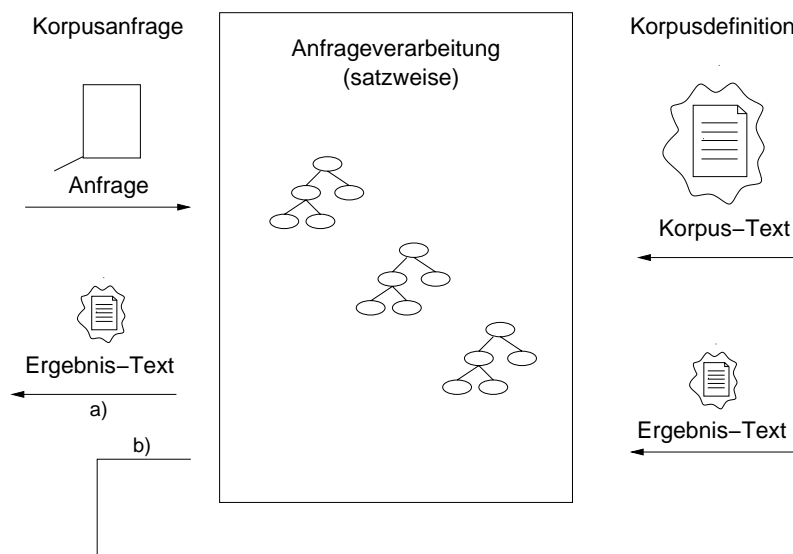 Korpusanfrage
Anfrage
Ergebnis−Text
a)
b)
Anfrageverarbeitung
(satzweise)
Korpusdefinition
Korpus−Text
Ergebnis−Text